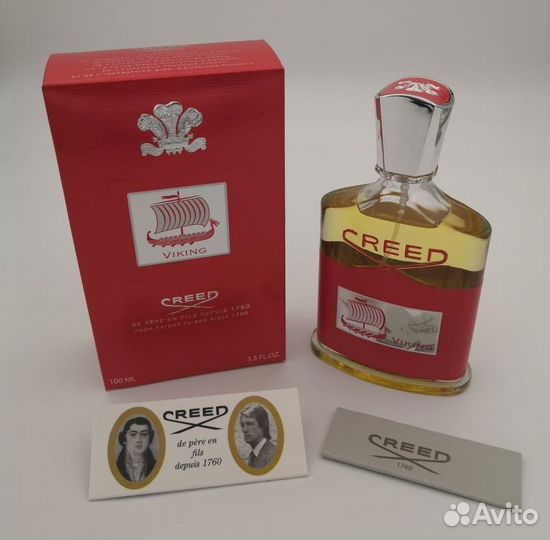 VIKING
CREED
DE PÈRE EN FILS DEPUIS 1760
FROM FATHER TO SON SINCE 1760
100 ML
3.3 FL.OZ.
CREED
VIKING
CREED
de père en
fils
depuis 1760
CREED
1760
Avito